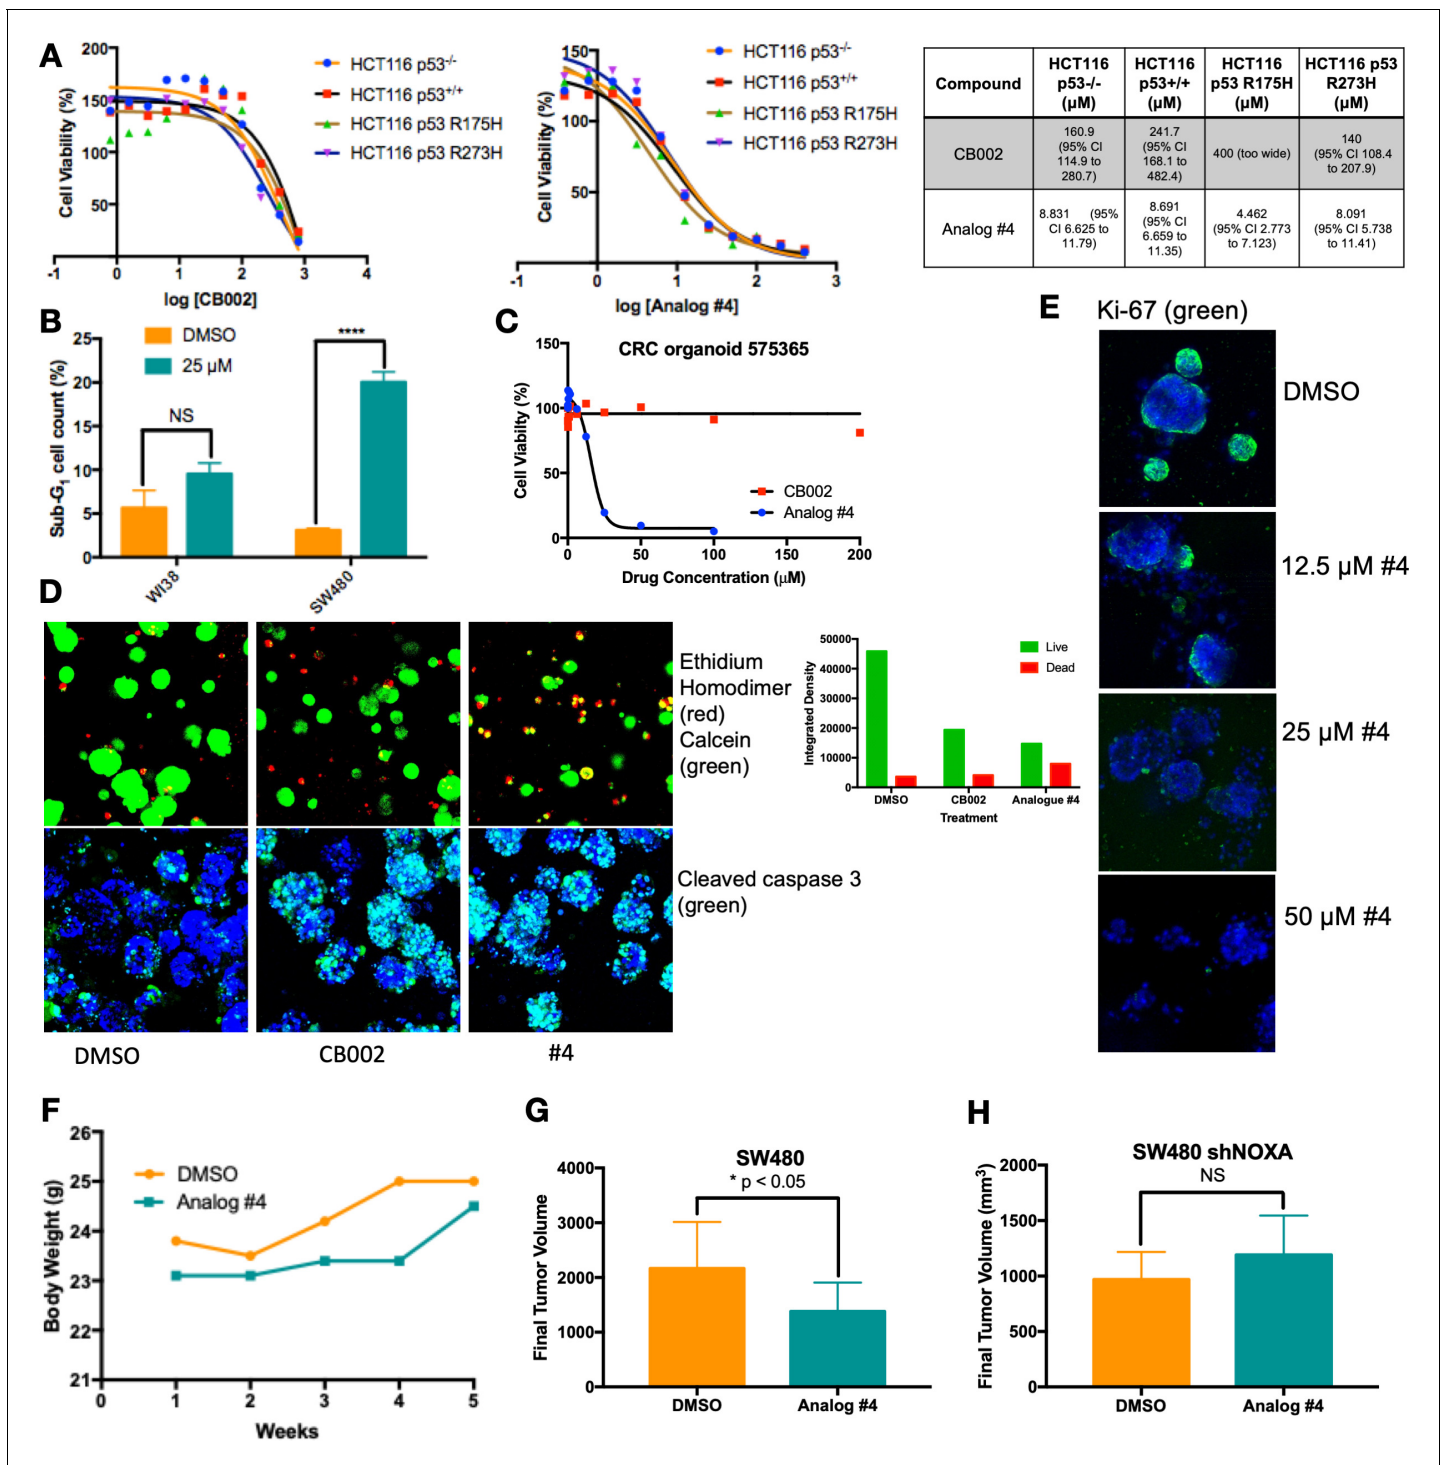 A
200
150
100
50
-1
0
1
2
3
4
Cell Viability (%)
log [CB002]
HCT116 p53-/-
HCT116 p53+/+
HCT116 p53 R175H
HCT116 p53 R273H
150
100
50
-1
0
1
2
3
Cell Viability (%)
log [Analog #4]
HCT116 p53-/-
HCT116 p53+/+
HCT116 p53 R175H
HCT116 p53 R273H
Compound
HCT116 p53-/- (µM)
HCT116 p53+/+ (µM)
HCT116 p53 R175H (µM)
HCT116 p53 R273H (µM)
CB002
160.9 (95% CI 114.9 to 280.7)
241.7 (95% CI 168.1 to 482.4)
400 (too wide)
140 (95% CI 108.4 to 207.9)
Analog #4
8.831 (95% CI 6.625 to 11.79)
8.691 (95% CI 6.659 to 11.35)
4.462 (95% CI 2.773 to 7.123)
8.091 (95% CI 5.738 to 11.41)
B
25
20
15
10
5
0
Sub-G1 cell count (%)
DMSO
25 µM
NS
****
WI38
SW480
C
CRC organoid 575365
150
100
50
0
0
50
100
150
200
Cell Viabilty (%)
Drug Concentration (µM)
CB002
Analog #4
D
Ethidium
Homodimer
(red)
Calcein
(green)
Cleaved caspase 3
(green)
DMSO
CB002
#4
50000
40000
30000
20000
10000
0
Integrated Density
Live
Dead
DMSO
CB002
Analogue #4
Treatment
E
Ki-67 (green)
DMSO
12.5 µM #4
25 µM #4
50 µM #4
F
26
25
24
23
22
21
0
1
2
3
4
5
Body Weight (g)
Weeks
DMSO
Analog #4
G
SW480
* p < 0.05
4000
3000
2000
1000
0
Final Tumor Volume
DMSO
Analog #4
H
SW480 shNOXA
NS
2000
1500
1000
500
0
Final Tumor Volume (mm3)
DMSO
Analog #4